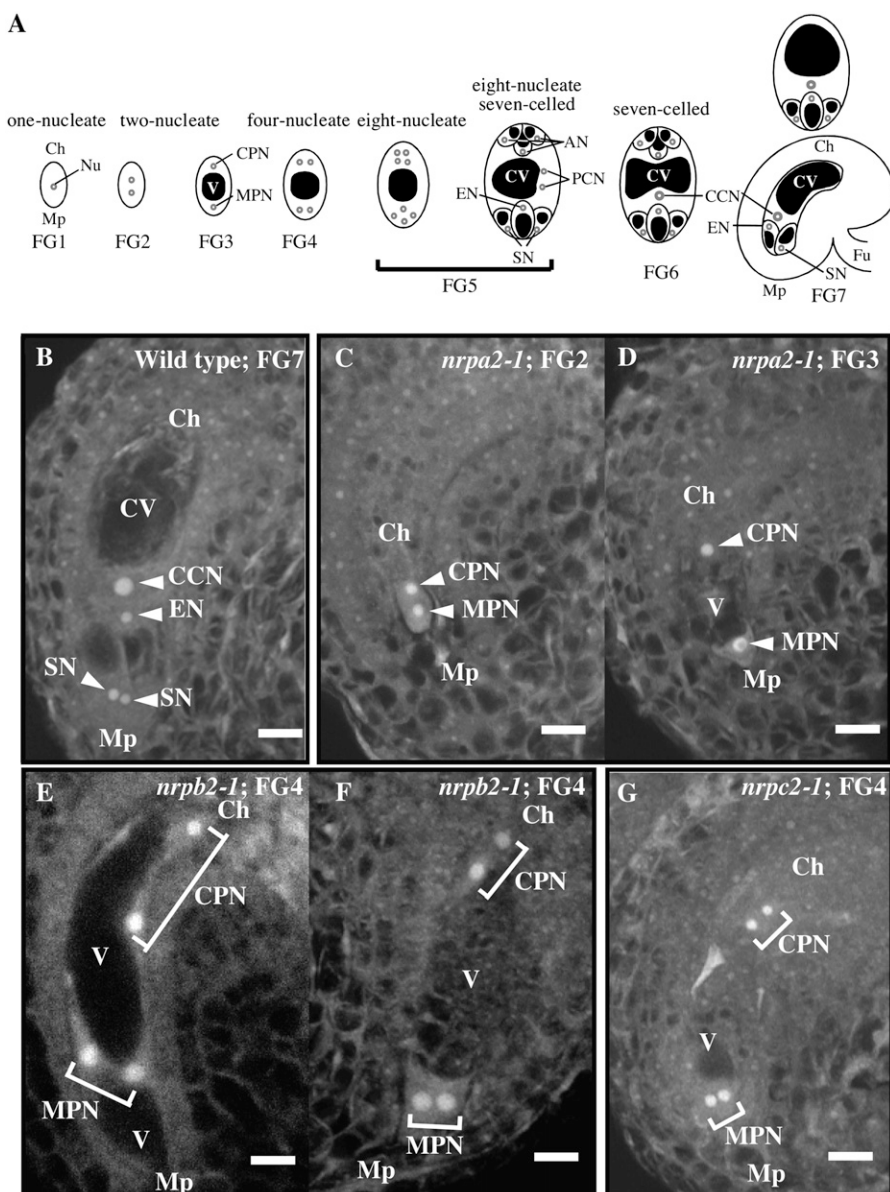 A
one-nucleate
two-nucleate
four-nucleate
eight-nucleate
eight-nucleate
seven-celled
seven-celled
Ch
Nu
Mp
FG1
FG2
CPN
V
MPN
FG3
FG4
AN
CV
PCN
EN
SN
FG5
CV
CCN
FG6
Ch
CV
EN
Fu
SN
Mp
FG7
B
Wild type; FG7
Ch
CV
CCN
EN
SN
SN
Mp
C
nrpa2-1; FG2
Ch
CPN
MPN
Mp
D
nrpa2-1; FG3
Ch
CPN
V
MPN
Mp
E
nrpb2-1; FG4
Ch
CPN
V
MPN
V
Mp
F
nrpb2-1; FG4
Ch
CPN
V
MPN
Mp
G
nrpc2-1; FG4
Ch
CPN
V
MPN
Mp